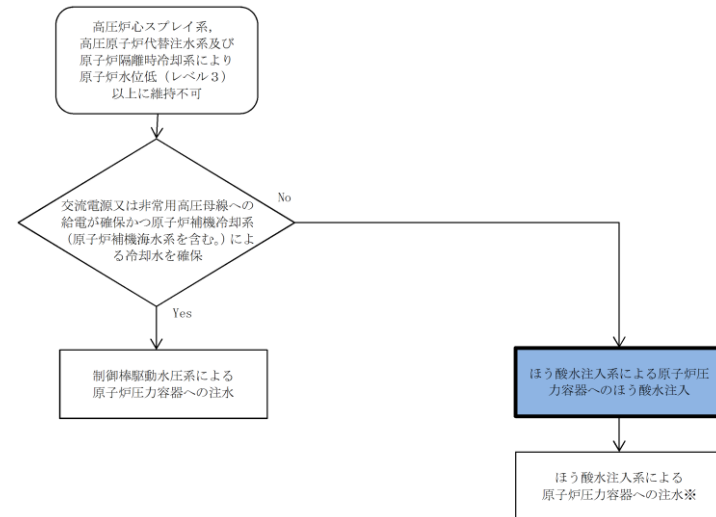 高圧炉心スプレイ系,
高圧原子炉代替注水系及び
原子炉隔離時冷却系により
原子炉水位低（レベル３）
以上に維持不可
交流電源又は非常用高圧母線への
給電が確保かつ原子炉補機冷却系
（原子炉補機海水系を含む。）によ
る冷却水を確保
No
Yes
制御棒駆動水圧系による
原子炉圧力容器への注水
ほう酸水注入系による原子炉圧
力容器へのほう酸水注入
ほう酸水注入系による
原子炉圧力容器への注水※